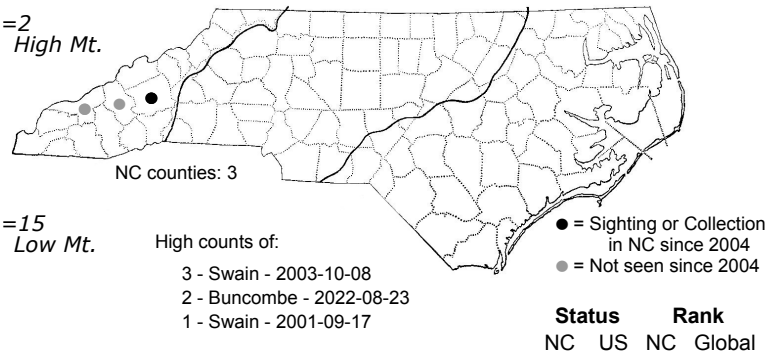 =2
High Mt.
NC counties: 3
=15
Low Mt.
High counts of:
3 - Swain - 2003-10-08
2 - Buncombe - 2022-08-23
1 - Swain - 2001-09-17
● = Sighting or Collection
in NC since 2004
● = Not seen since 2004
Status Rank
NC US NC Global